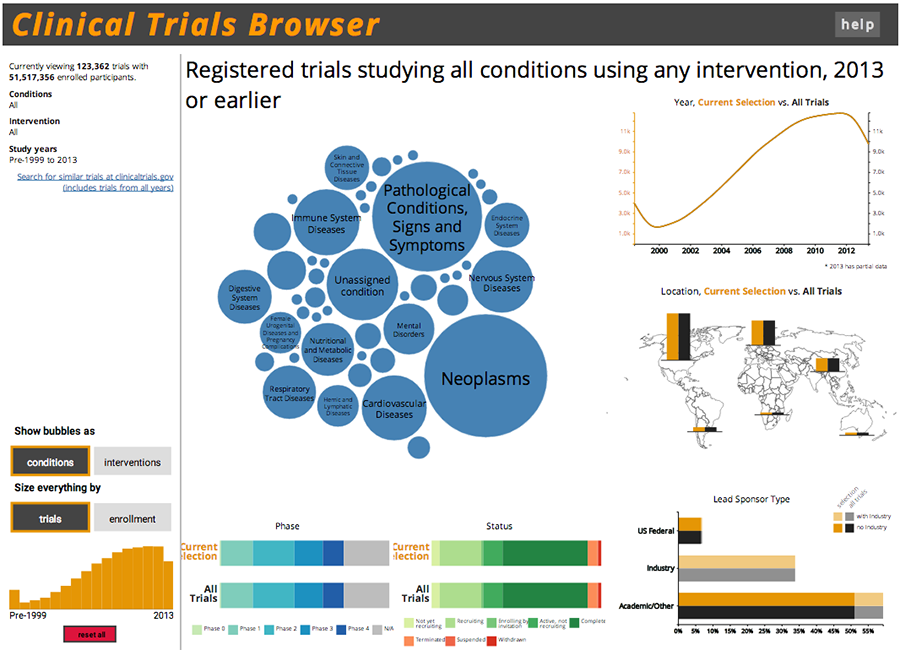 Clinical Trials Browser
help
Currently viewing 123,362 trials with
51,517,356 enrolled participants.
Conditions
All
Intervention
All
Study years
Pre-1999 to 2013
Search for similar trials at clinicaltrials.gov
(includes trials from all years)
Show bubbles as
conditions
interventions
Size everything by
trials
enrollment
Pre-1999
2013
reset all
Registered trials studying all conditions using any intervention, 2013
or earlier
Skin and
Connective
Tissue
Diseases
Pathological
Conditions,
Signs and
Symptoms
Immune System
Diseases
Endocrine
System
Diseases
Unassigned
condition
Nervous System
Diseases
Digestive
System
Diseases
Female
Urogenital
Diseases and
Pregnancy
Complications
Nutritional
and Metabolic
Diseases
Mental
Disorders
Neoplasms
Respiratory
Tract Diseases
Hemic and
Lymphatic
Diseases
Cardiovascular
Diseases
Year, Current Selection vs. All Trials
11k
9.0k
7.0k
5.0k
3.0k
1.0k
11k
9.0k
7.0k
5.0k
3.0k
1.0k
2000
2002
2004
2006
2008
2010
2012
* 2013 has partial data
Location, Current Selection vs. All Trials
Phase
Current
election
All
Trials
Phase 0
Phase 1
Phase 2
Phase 3
Phase 4
N/A
Status
Current
election
All
Trials
Not yet
recruiting
Recruiting
Enrolling by
invitation
Active, not
recruiting
Complete
Terminated
Suspended
Withdrawn
Lead Sponsor Type
selection
all trials
with Industry
no Industry
US Federal
Industry
Academic/Other
0%
5%
10%
15%
20%
25%
30%
35%
40%
45%
50%
55%